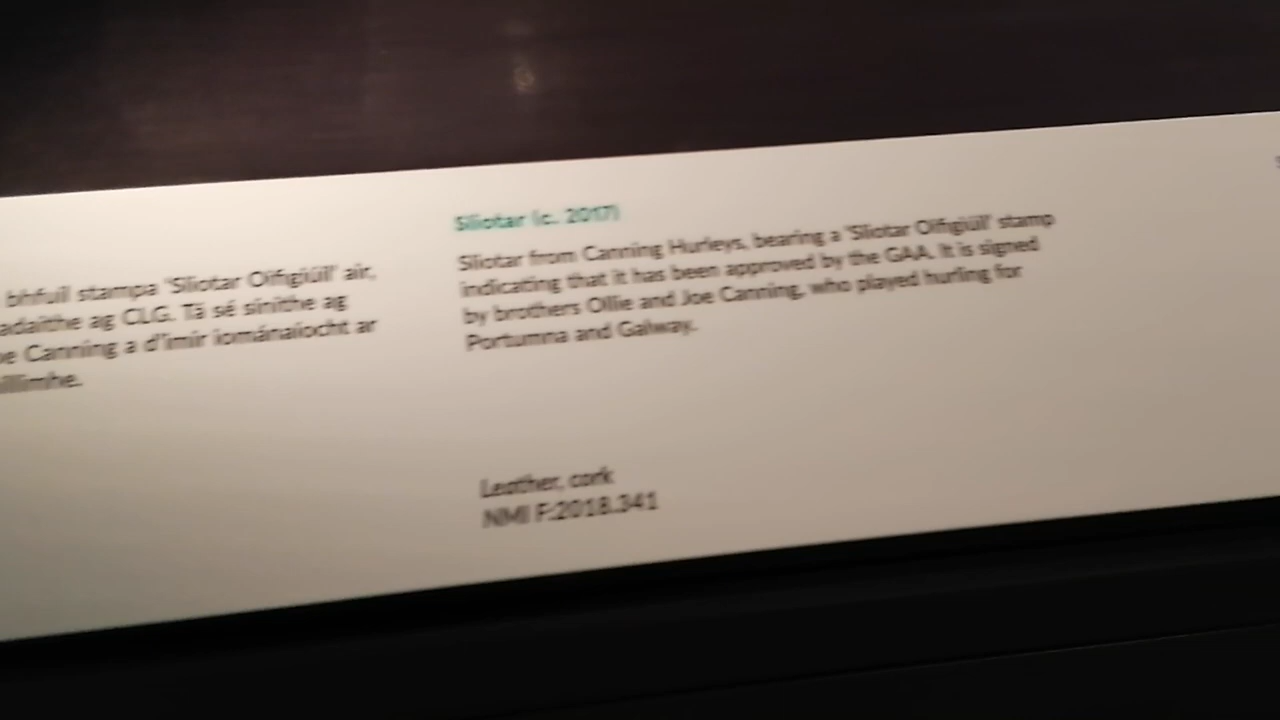 bhfuil stampa 'Sliotar Oifigiúil' air,
adaithe ag CLG. Tá sé sínithe ag
oe Canning a d'imir iománaíocht ar
aillimhe.
Sliotar (c. 2017)
Sliotar from Canning Hurleys, bearing a 'Sliotar Oifigiúil' stamp
indicating that it has been approved by the GAA. It is signed
by brothers Ollie and Joe Canning, who played hurling for
Portumna and Galway.
Leather, cork
NMI F:2018.341